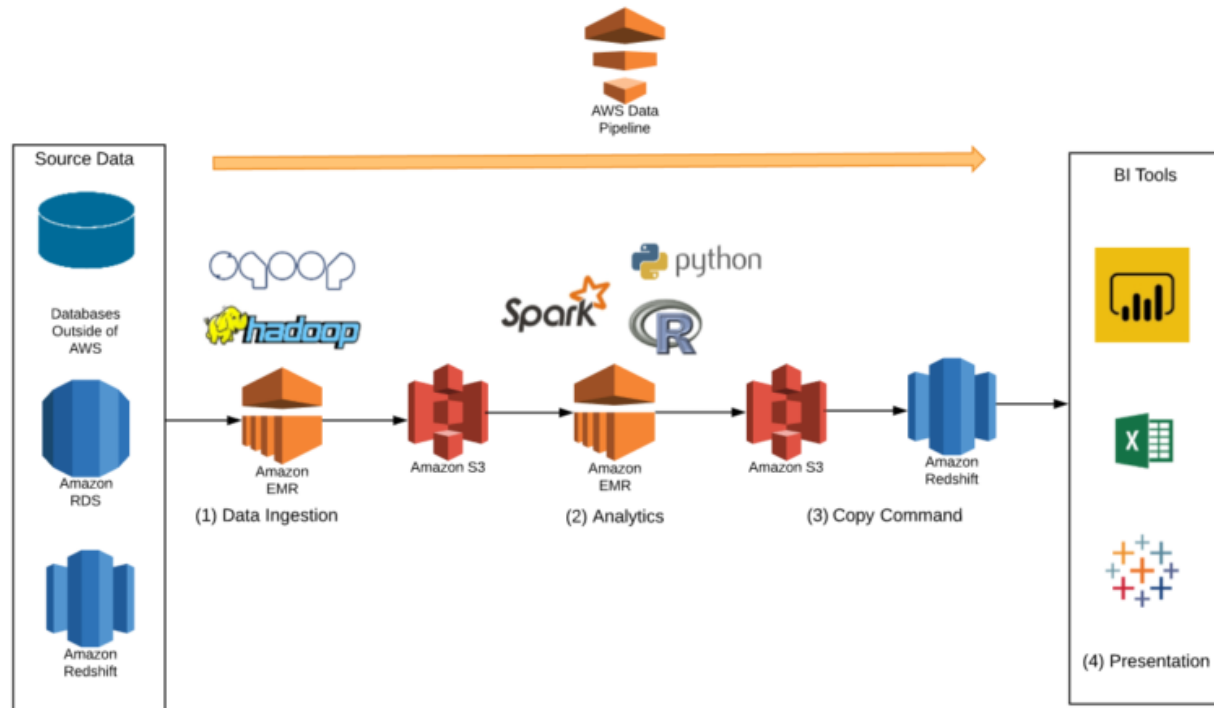 AWS Data
Pipeline
Source Data
Databases
Outside of
AWS
Amazon
RDS
Amazon
Redshift
sqoop
hadoop
Amazon
EMR
(1) Data Ingestion
Amazon S3
Spark
python
R
Amazon
EMR
(2) Analytics
Amazon S3
Amazon
Redshift
(3) Copy Command
BI Tools
X
(4) Presentation